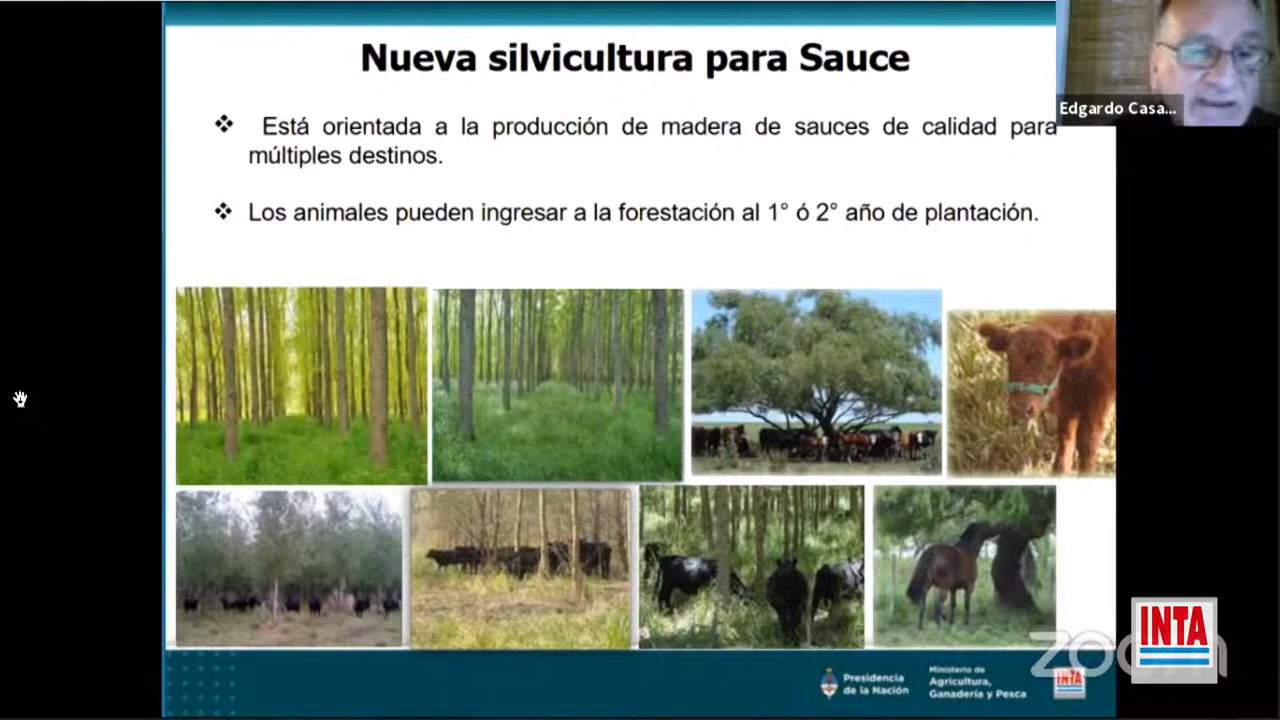 Nueva silvicultura para Sauce
Edgardo Casa...
❖ Está orientada a la producción de madera de sauces de calidad para
múltiples destinos.
❖ Los animales pueden ingresar a la forestación al 1° ó 2° año de plantación.
Presidencia
de la Nación
Ministerio de
Agricultura,
Ganadería y Pesca
INTA
zoom
INTA